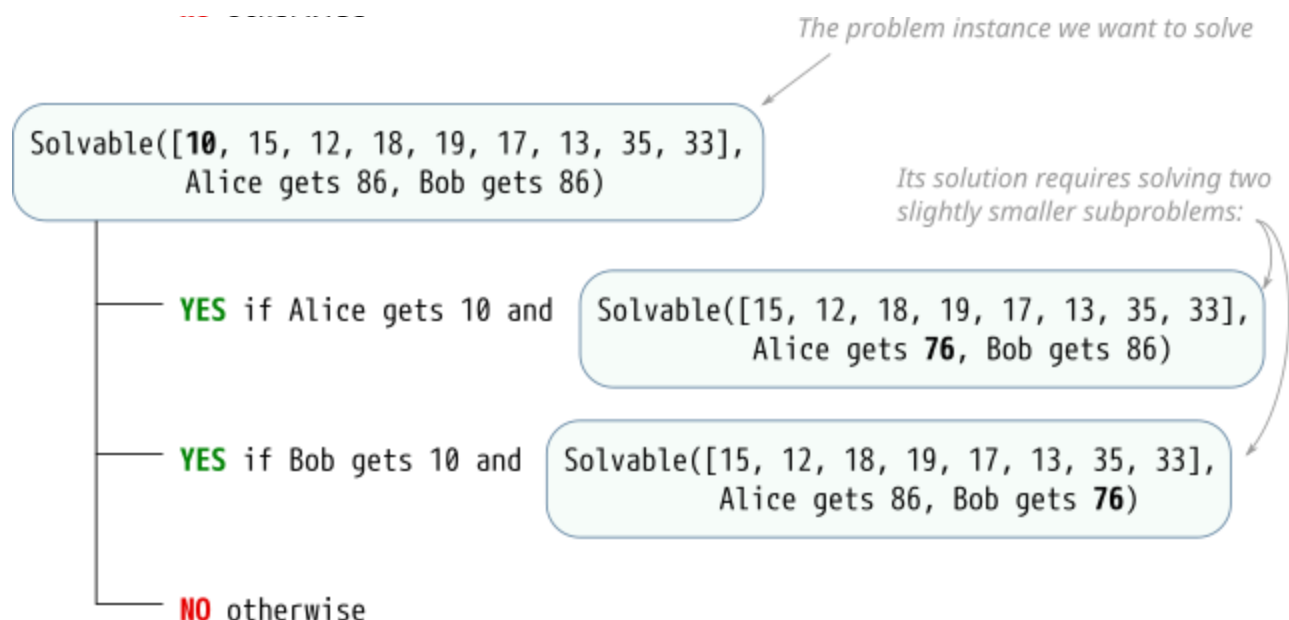 The problem instance we want to solve
Solvable([10, 15, 12, 18, 19, 17, 13, 35, 33],
Alice gets 86, Bob gets 86)
Its solution requires solving two
slightly smaller subproblems:
YES if Alice gets 10 and
Solvable([15, 12, 18, 19, 17, 13, 35, 33],
Alice gets 76, Bob gets 86)
YES if Bob gets 10 and
Solvable([15, 12, 18, 19, 17, 13, 35, 33],
Alice gets 86, Bob gets 76)
NO otherwise